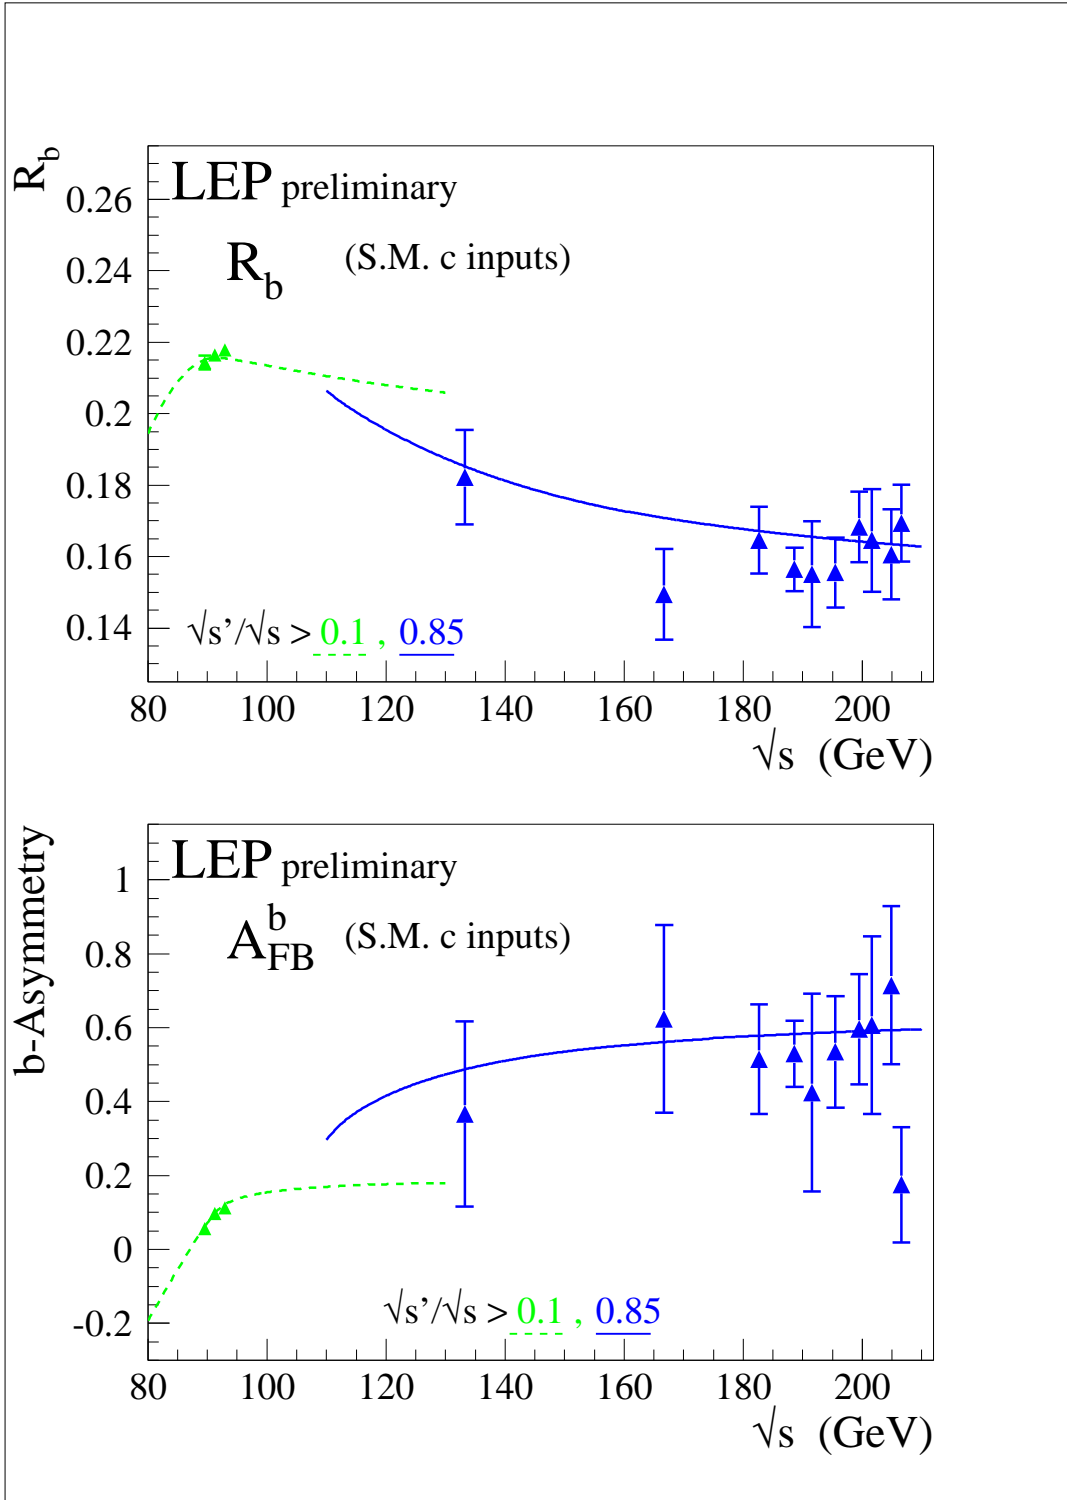 R_b
LEP preliminary
R_b (S.M. c inputs)
0.26
0.24
0.22
0.2
0.18
0.16
0.14
√s’/√s > 0.1 , 0.85
80 100 120 140 160 180 200
√s (GeV)
b-Asymmetry
LEP preliminary
A_FB^b (S.M. c inputs)
1
0.8
0.6
0.4
0.2
0
-0.2
√s’/√s > 0.1 , 0.85
80 100 120 140 160 180 200
√s (GeV)